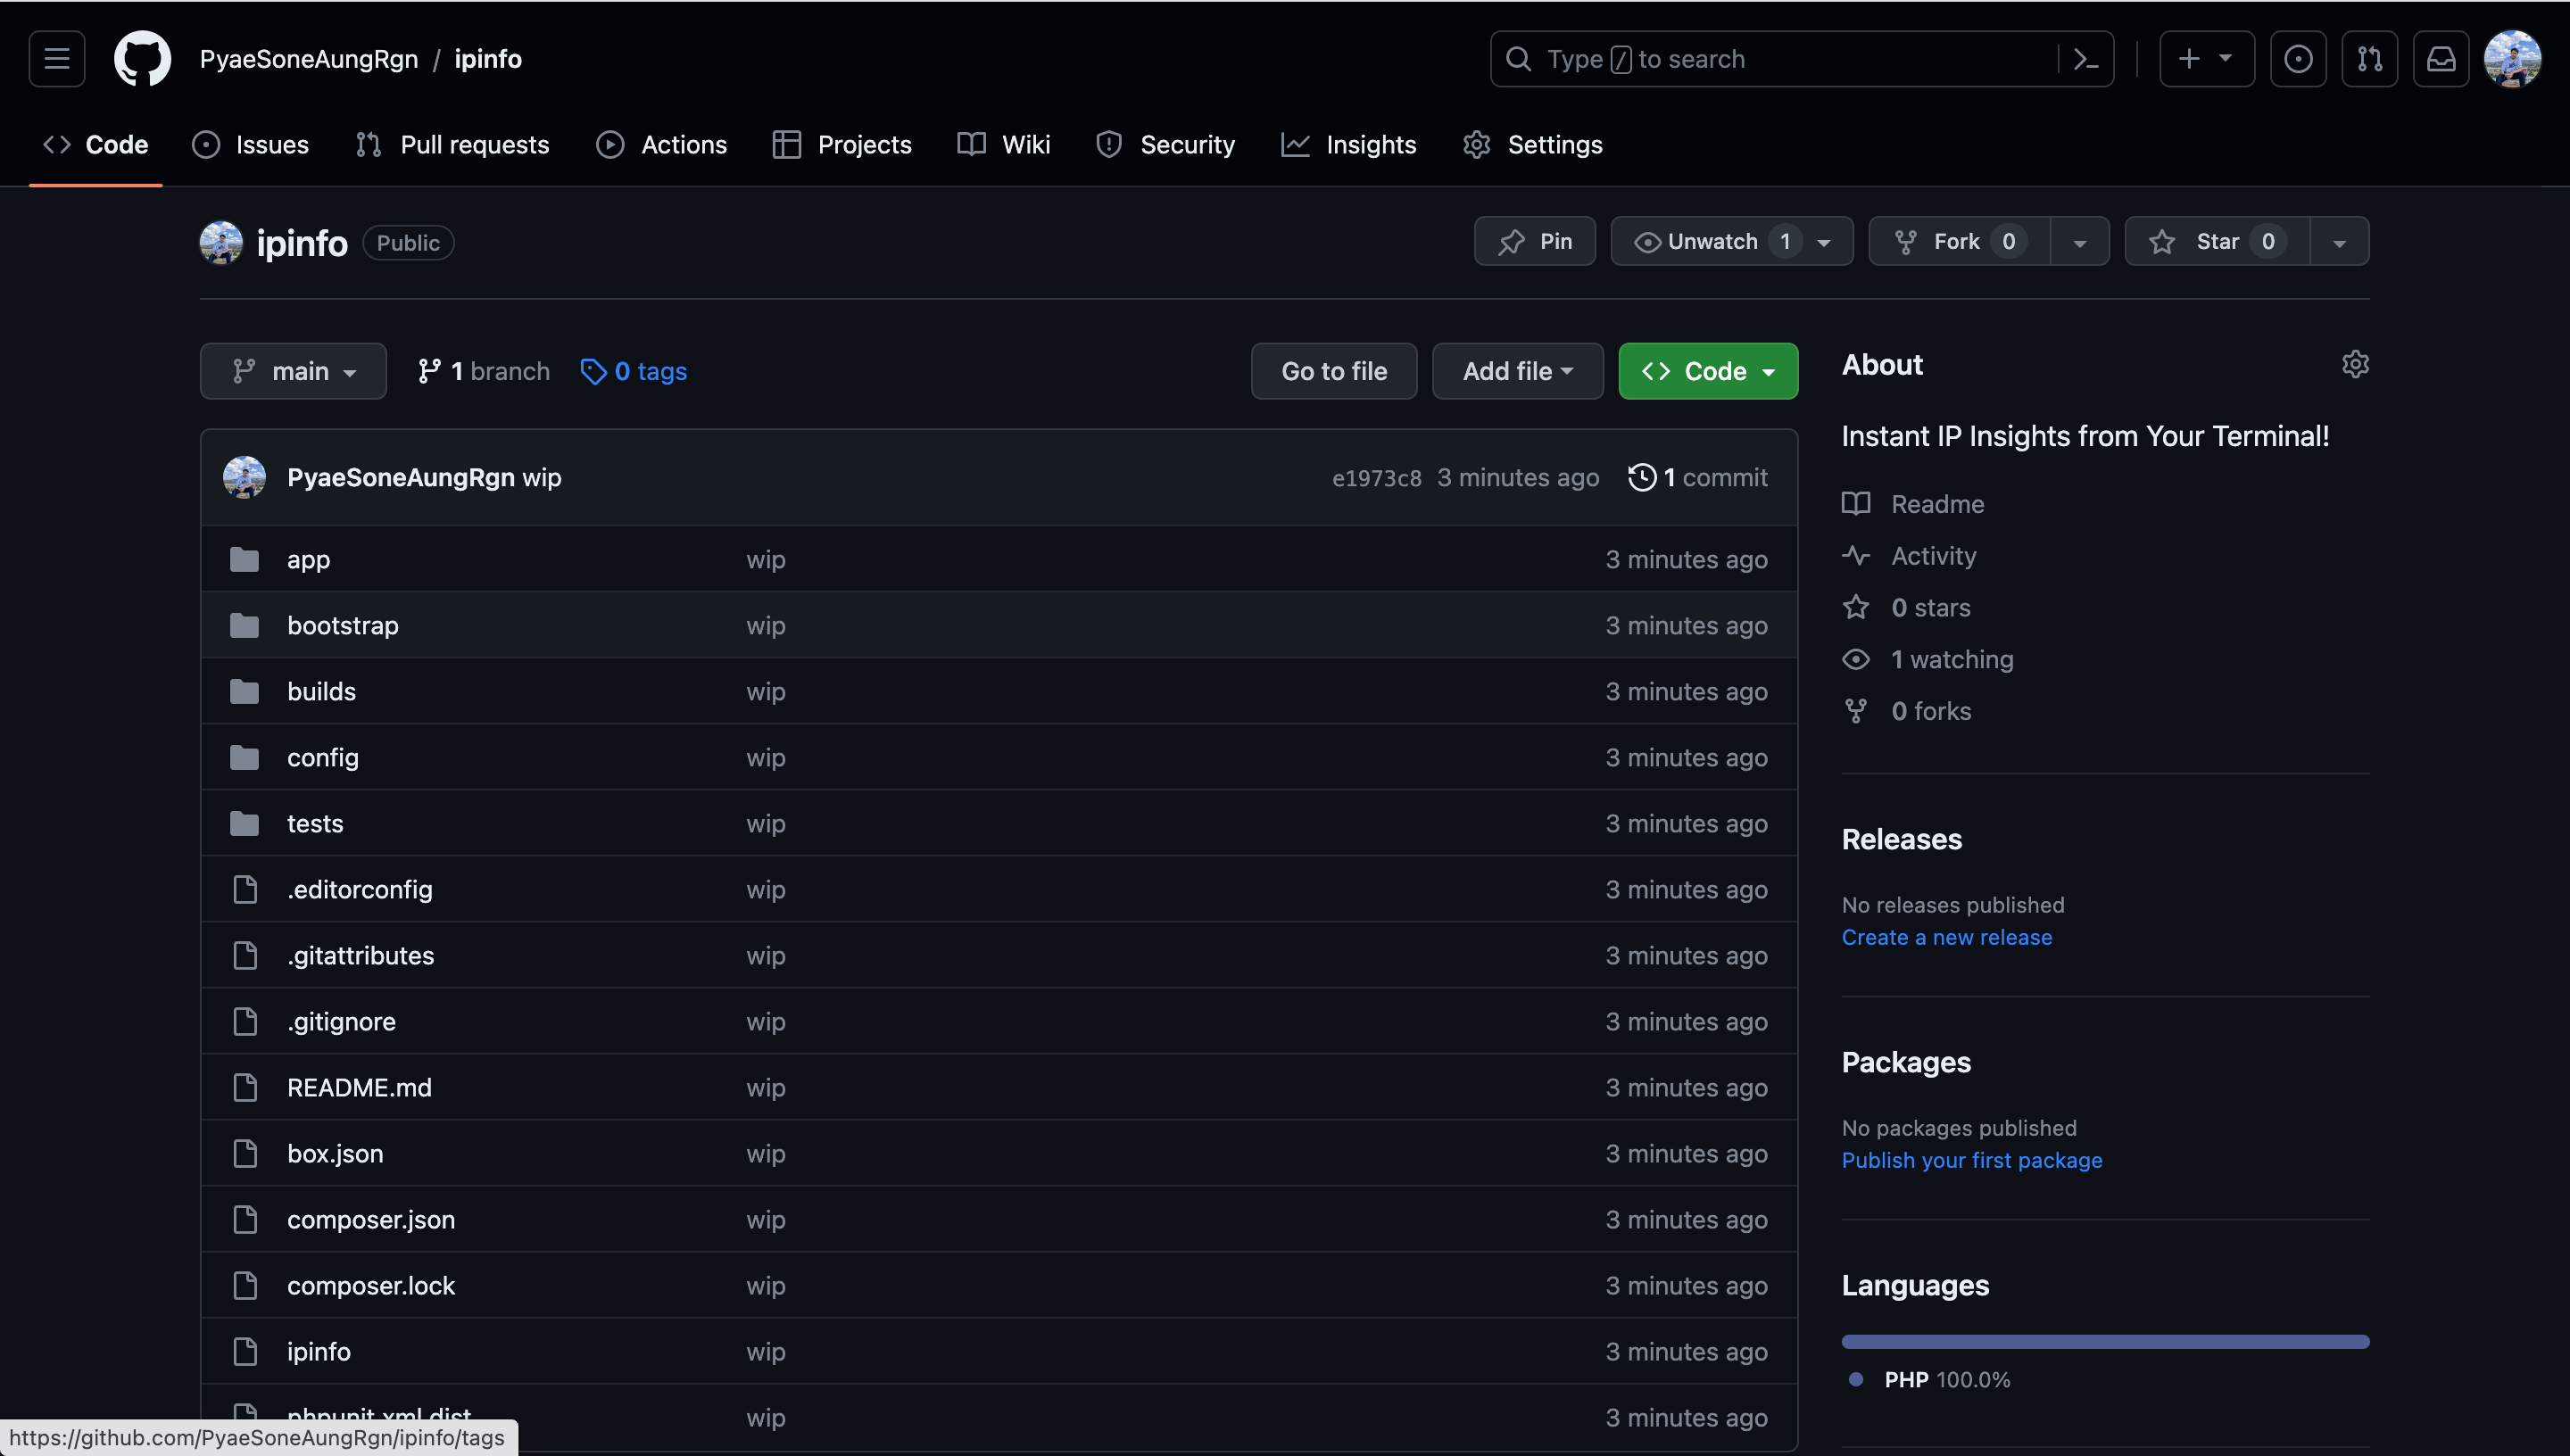 PyaeSoneAungRgn / ipinfo
Type / to search
Code Issues Pull requests Actions Projects Wiki Security Insights Settings
ipinfo Public
Pin Unwatch 1 Fork 0 Star 0
main 1 branch 0 tags Go to file Add file Code
PyaeSoneAungRgn wip e1973c8 3 minutes ago 1 commit
app wip 3 minutes ago
bootstrap wip 3 minutes ago
builds wip 3 minutes ago
config wip 3 minutes ago
tests wip 3 minutes ago
.editorconfig wip 3 minutes ago
.gitattributes wip 3 minutes ago
.gitignore wip 3 minutes ago
README.md wip 3 minutes ago
box.json wip 3 minutes ago
composer.json wip 3 minutes ago
composer.lock wip 3 minutes ago
ipinfo wip 3 minutes ago
phpunit.xml.dist wip 3 minutes ago
About
Instant IP Insights from Your Terminal!
Readme
Activity
0 stars
1 watching
0 forks
Releases
No releases published
Create a new release
Packages
No packages published
Publish your first package
Languages
PHP 100.0%
https://github.com/PyaeSoneAungRgn/ipinfo/tags